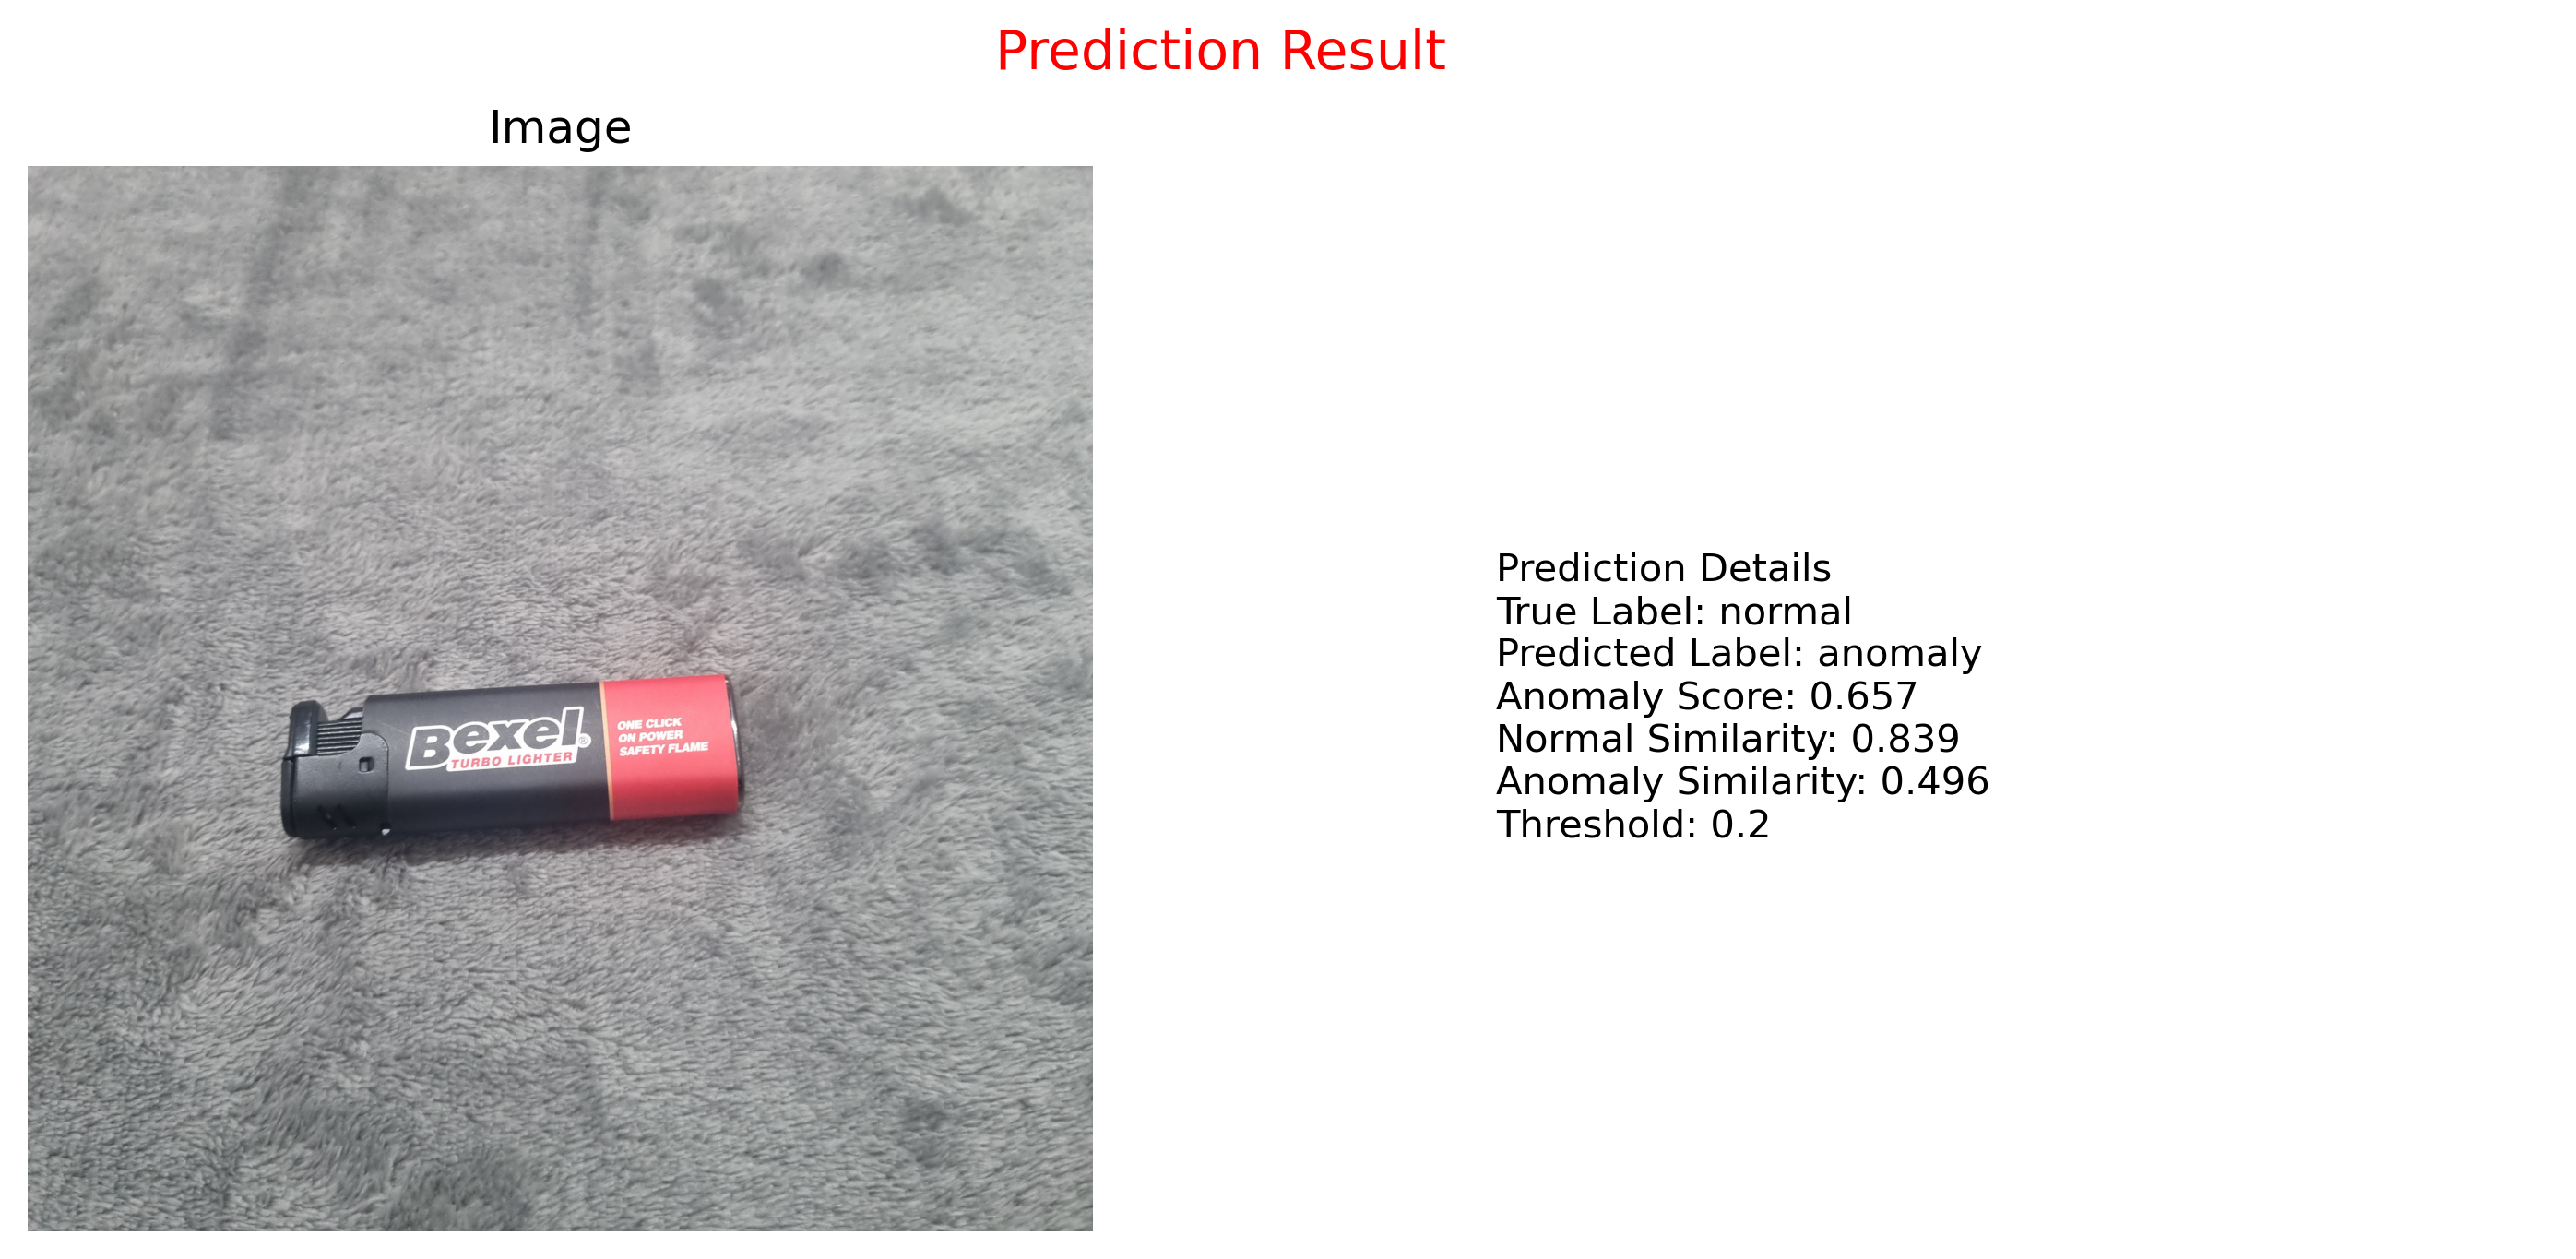 Prediction Result
Image
Bexel®
TURBO LIGHTER
ONE CLICK
ON POWER
SAFETY FLAME
Prediction Details
True Label: normal
Predicted Label: anomaly
Anomaly Score: 0.657
Normal Similarity: 0.839
Anomaly Similarity: 0.496
Threshold: 0.2